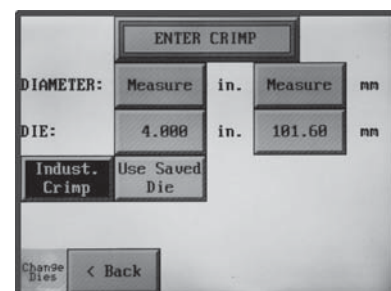 ENTER CRIMP
DIAMETER: Measure in. Measure mm
DIE: 4.000 in. 101.60 mm
Indust. Use Saved
Crimp Die
Change
Dies < Back